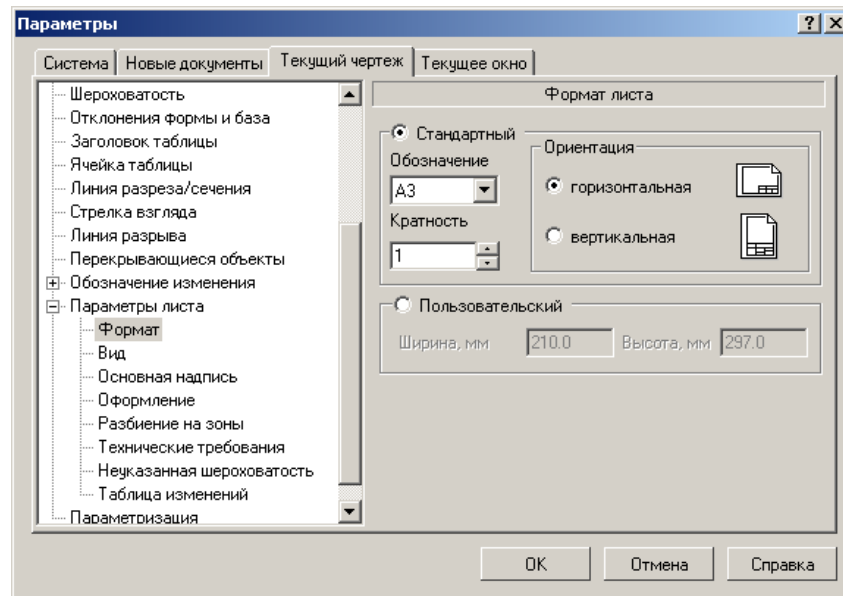 Параметры
Система Новые документы Текущий чертеж Текущее окно
Шероховатость
Отклонения формы и база
Заголовок таблицы
Ячейка таблицы
Линия разреза/сечения
Стрелка взгляда
Линия разрыва
Перекрывающиеся объекты
Обозначение изменения
Параметры листа
Формат
Вид
Основная надпись
Оформление
Разбиение на зоны
Технические требования
Неуказанная шероховатость
Таблица изменений
Параметризация
Формат листа
Стандартный
Обозначение
A3
Кратность
1
Ориентация
горизонтальная
вертикальная
Пользовательский
Ширина, мм 210.0 Высота, мм 297.0
OK Отмена Справка